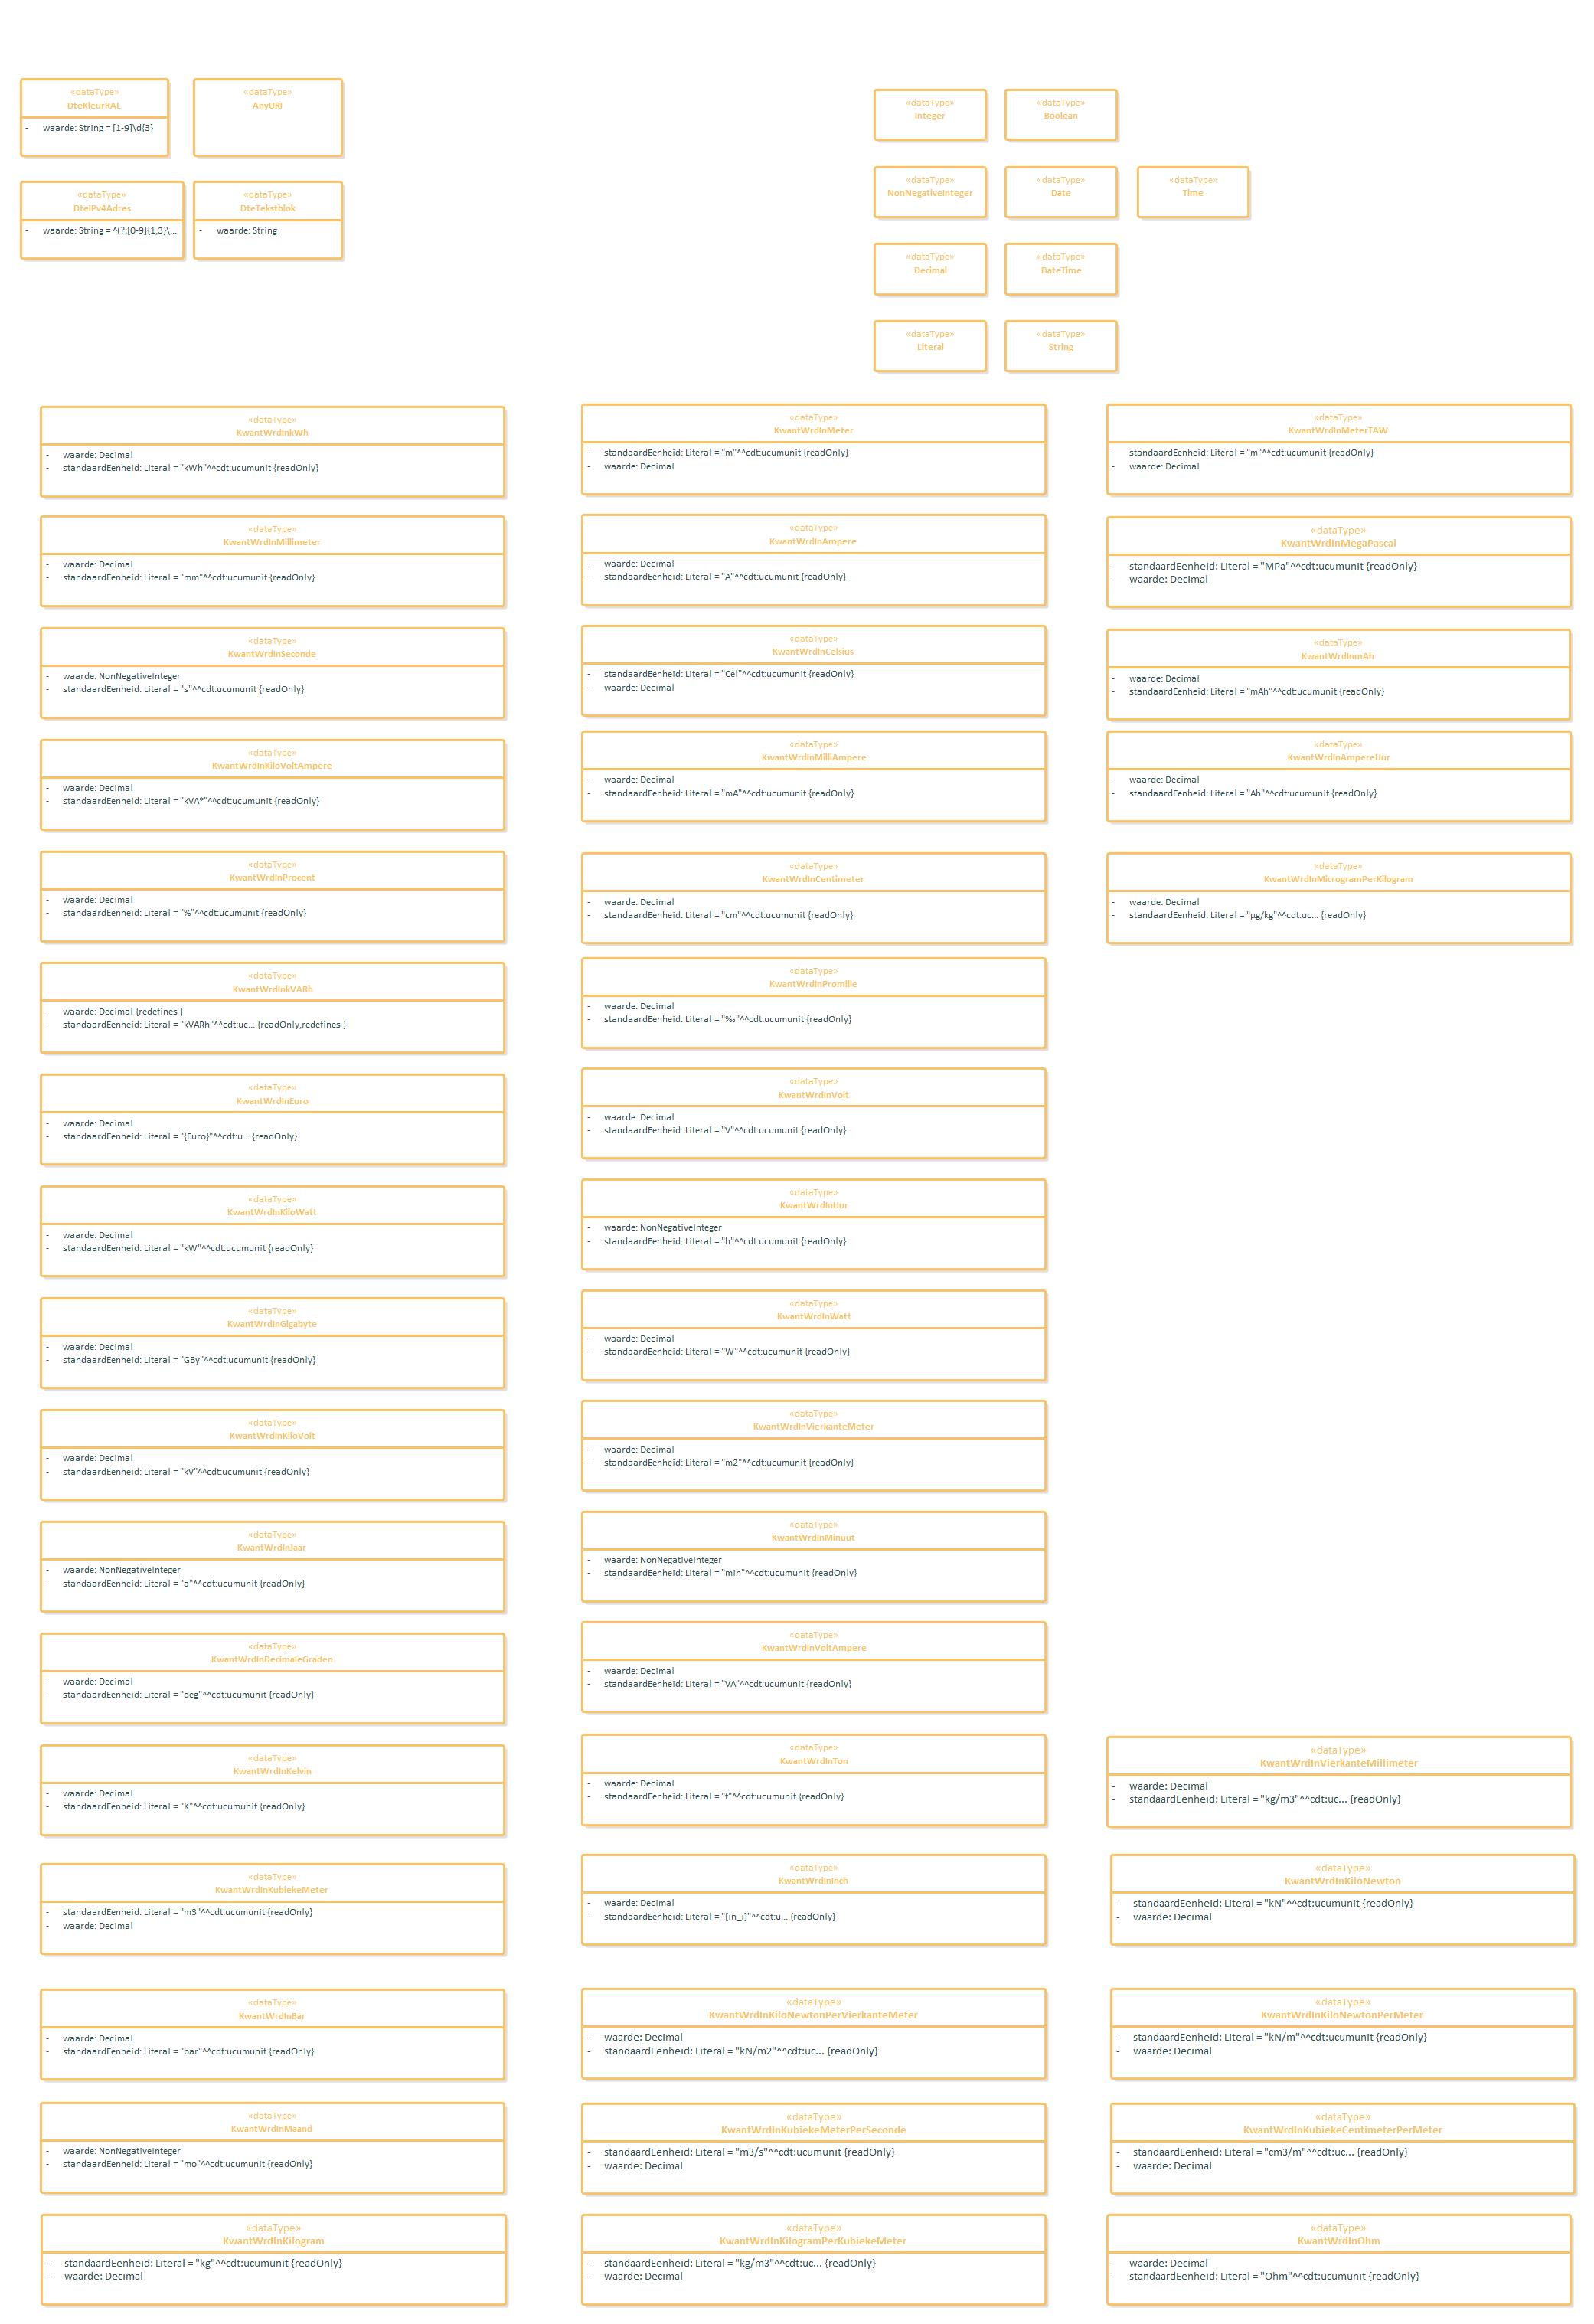 «dataType»
DteKleurRAL
- waarde: String = [1-9]\d{3}
«dataType»
AnyURI
«dataType»
DteIPv4Adres
- waarde: String = ^(?:[0-9]{1,3}\...
«dataType»
DteTekstblok
- waarde: String
«dataType»
Integer
«dataType»
Boolean
«dataType»
NonNegativeInteger
«dataType»
Date
«dataType»
Time
«dataType»
Decimal
«dataType»
DateTime
«dataType»
Literal
«dataType»
String
«dataType»
KwantWrdInkWh
- waarde: Decimal
- standaardEenheid: Literal = "kWh"^^cdt:ucumunit {readOnly}
«dataType»
KwantWrdInMeter
- standaardEenheid: Literal = "m"^^cdt:ucumunit {readOnly}
- waarde: Decimal
«dataType»
KwantWrdInMeterTAW
- standaardEenheid: Literal = "m"^^cdt:ucumunit {readOnly}
- waarde: Decimal
«dataType»
KwantWrdInMillimeter
- waarde: Decimal
- standaardEenheid: Literal = "mm"^^cdt:ucumunit {readOnly}
«dataType»
KwantWrdInAmpere
- waarde: Decimal
- standaardEenheid: Literal = "A"^^cdt:ucumunit {readOnly}
«dataType»
KwantWrdInMegaPascal
- standaardEenheid: Literal = "MPa"^^cdt:ucumunit {readOnly}
- waarde: Decimal
«dataType»
KwantWrdInSeconde
- waarde: NonNegativeInteger
- standaardEenheid: Literal = "s"^^cdt:ucumunit {readOnly}
«dataType»
KwantWrdInCelsius
- standaardEenheid: Literal = "Cel"^^cdt:ucumunit {readOnly}
- waarde: Decimal
«dataType»
KwantWrdInmAh
- waarde: Decimal
- standaardEenheid: Literal = "mAh"^^cdt:ucumunit {readOnly}
«dataType»
KwantWrdInKiloVoltAmpere
- waarde: Decimal
- standaardEenheid: Literal = "kVA*"^^cdt:ucumunit {readOnly}
«dataType»
KwantWrdInMilliAmpere
- waarde: Decimal
- standaardEenheid: Literal = "mA"^^cdt:ucumunit {readOnly}
«dataType»
KwantWrdInAmpereUur
- waarde: Decimal
- standaardEenheid: Literal = "Ah"^^cdt:ucumunit {readOnly}
«dataType»
KwantWrdInProcent
- waarde: Decimal
- standaardEenheid: Literal = "%"^^cdt:ucumunit {readOnly}
«dataType»
KwantWrdInCentimeter
- waarde: Decimal
- standaardEenheid: Literal = "cm"^^cdt:ucumunit {readOnly}
«dataType»
KwantWrdInMicrogramPerKilogram
- waarde: Decimal
- standaardEenheid: Literal = "µg/kg"^^cdt:uc... {readOnly}
«dataType»
KwantWrdInkVARh
- waarde: Decimal {redefines }
- standaardEenheid: Literal = "kVARh"^^cdt:uc... {readOnly,redefines }
«dataType»
KwantWrdInPromille
- waarde: Decimal
- standaardEenheid: Literal = "‰"^^cdt:ucumunit {readOnly}
«dataType»
KwantWrdInEuro
- waarde: Decimal
- standaardEenheid: Literal = "{Euro}"^^cdt:u... {readOnly}
«dataType»
KwantWrdInVolt
- waarde: Decimal
- standaardEenheid: Literal = "V"^^cdt:ucumunit {readOnly}
«dataType»
KwantWrdInKiloWatt
- waarde: Decimal
- standaardEenheid: Literal = "kW"^^cdt:ucumunit {readOnly}
«dataType»
KwantWrdInUur
- waarde: NonNegativeInteger
- standaardEenheid: Literal = "h"^^cdt:ucumunit {readOnly}
«dataType»
KwantWrdInGigabyte
- waarde: Decimal
- standaardEenheid: Literal = "GBy"^^cdt:ucumunit {readOnly}
«dataType»
KwantWrdInWatt
- waarde: Decimal
- standaardEenheid: Literal = "W"^^cdt:ucumunit {readOnly}
«dataType»
KwantWrdInKiloVolt
- waarde: Decimal
- standaardEenheid: Literal = "kV"^^cdt:ucumunit {readOnly}
«dataType»
KwantWrdInVierkanteMeter
- waarde: Decimal
- standaardEenheid: Literal = "m2"^^cdt:ucumunit {readOnly}
«dataType»
KwantWrdInJaar
- waarde: NonNegativeInteger
- standaardEenheid: Literal = "a"^^cdt:ucumunit {readOnly}
«dataType»
KwantWrdInMinuut
- waarde: NonNegativeInteger
- standaardEenheid: Literal = "min"^^cdt:ucumunit {readOnly}
«dataType»
KwantWrdInDecimaleGraden
- waarde: Decimal
- standaardEenheid: Literal = "deg"^^cdt:ucumunit {readOnly}
«dataType»
KwantWrdInVoltAmpere
- waarde: Decimal
- standaardEenheid: Literal = "VA"^^cdt:ucumunit {readOnly}
«dataType»
KwantWrdInKelvin
- waarde: Decimal
- standaardEenheid: Literal = "K"^^cdt:ucumunit {readOnly}
«dataType»
KwantWrdInTon
- waarde: Decimal
- standaardEenheid: Literal = "t"^^cdt:ucumunit {readOnly}
«dataType»
KwantWrdInVierkanteMillimeter
- waarde: Decimal
- standaardEenheid: Literal = "kg/m3"^^cdt:uc... {readOnly}
«dataType»
KwantWrdInKubiekeMeter
- standaardEenheid: Literal = "m3"^^cdt:ucumunit {readOnly}
- waarde: Decimal
«dataType»
KwantWrdInInch
- waarde: Decimal
- standaardEenheid: Literal = "[in_i]"^^cdt:u... {readOnly}
«dataType»
KwantWrdInKiloNewton
- standaardEenheid: Literal = "kN"^^cdt:ucumunit {readOnly}
- waarde: Decimal
«dataType»
KwantWrdInBar
- waarde: Decimal
- standaardEenheid: Literal = "bar"^^cdt:ucumunit {readOnly}
«dataType»
KwantWrdInKiloNewtonPerVierkanteMeter
- waarde: Decimal
- standaardEenheid: Literal = "kN/m2"^^cdt:uc... {readOnly}
«dataType»
KwantWrdInKiloNewtonPerMeter
- standaardEenheid: Literal = "kN/m"^^cdt:ucumunit {readOnly}
- waarde: Decimal
«dataType»
KwantWrdInMaand
- waarde: NonNegativeInteger
- standaardEenheid: Literal = "mo"^^cdt:ucumunit {readOnly}
«dataType»
KwantWrdInKubiekeMeterPerSeconde
- standaardEenheid: Literal = "m3/s"^^cdt:ucumunit {readOnly}
- waarde: Decimal
«dataType»
KwantWrdInKubiekeCentimeterPerMeter
- standaardEenheid: Literal = "cm3/m"^^cdt:uc... {readOnly}
- waarde: Decimal
«dataType»
KwantWrdInKilogram
- standaardEenheid: Literal = "kg"^^cdt:ucumunit {readOnly}
- waarde: Decimal
«dataType»
KwantWrdInKilogramPerKubiekeMeter
- standaardEenheid: Literal = "kg/m3"^^cdt:uc... {readOnly}
- waarde: Decimal
«dataType»
KwantWrdInOhm
- waarde: Decimal
- standaardEenheid: Literal = "Ohm"^^cdt:ucumunit {readOnly}